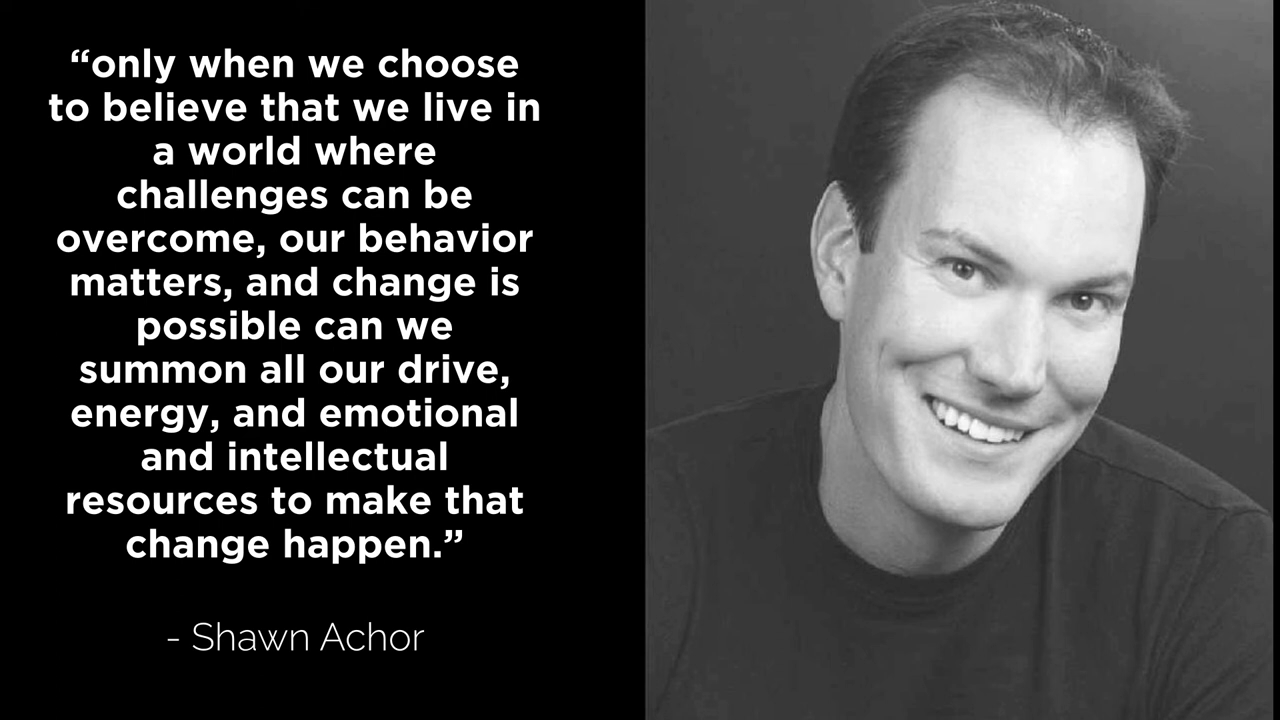 “only when we choose
to believe that we live in
a world where
challenges can be
overcome, our behavior
matters, and change is
possible can we
summon all our drive,
energy, and emotional
and intellectual
resources to make that
change happen.”
- Shawn Achor